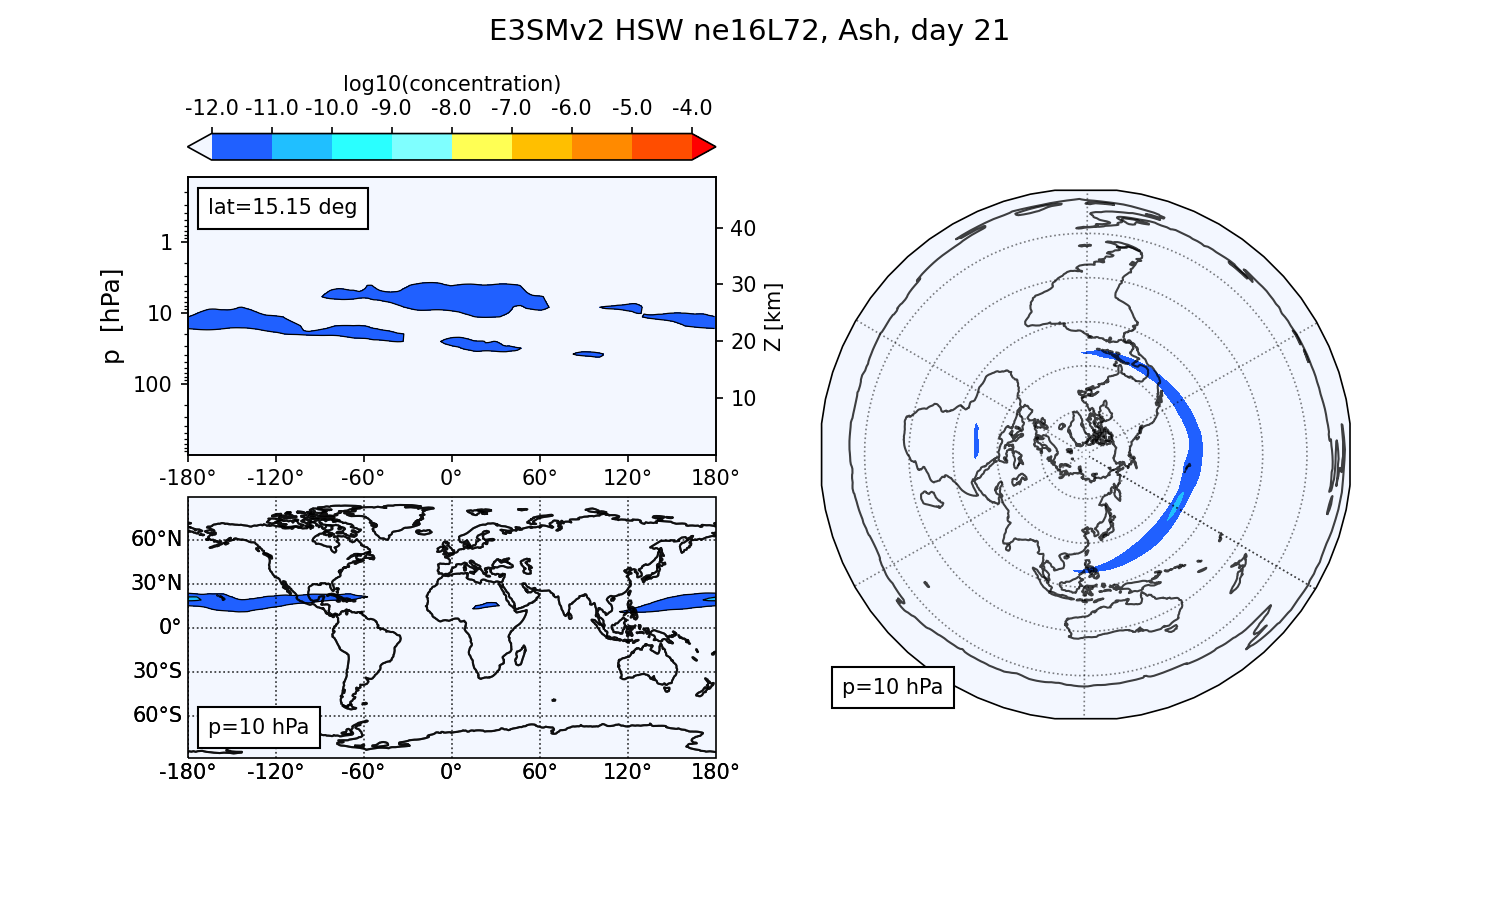 E3SMv2 HSW ne16L72, Ash, day 21
log10(concentration)
-12.0 -11.0 -10.0 -9.0 -8.0 -7.0 -6.0 -5.0 -4.0
lat=15.15 deg
p [hPa]
1
10
100
40
30
20
10
Z [km]
-180° -120° -60° 0° 60° 120° 180°
60°N
30°N
0°
30°S
60°S
p=10 hPa
-180° -120° -60° 0° 60° 120° 180°
p=10 hPa